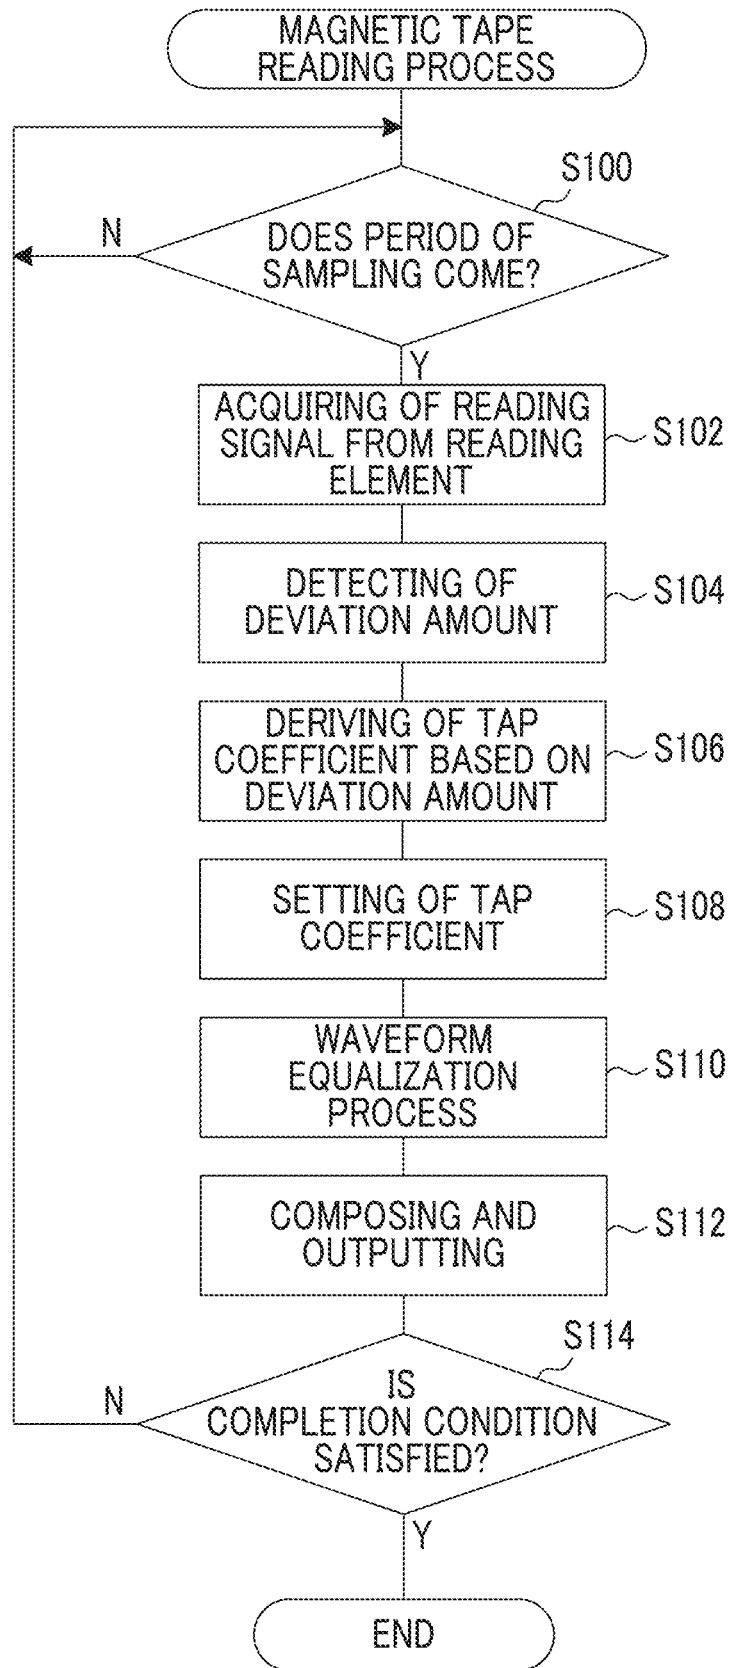 MAGNETIC TAPE
READING PROCESS
S100
N
DOES PERIOD OF
SAMPLING COME?
Y
ACQUIRING OF READING
SIGNAL FROM READING
ELEMENT
S102
DETECTING OF
DEVIATION AMOUNT
S104
DERIVING OF TAP
COEFFICIENT BASED ON
DEVIATION AMOUNT
S106
SETTING OF TAP
COEFFICIENT
S108
WAVEFORM
EQUALIZATION
PROCESS
S110
COMPOSING AND
OUTPUTTING
S112
S114
N
IS
COMPLETION CONDITION
SATISFIED?
Y
END